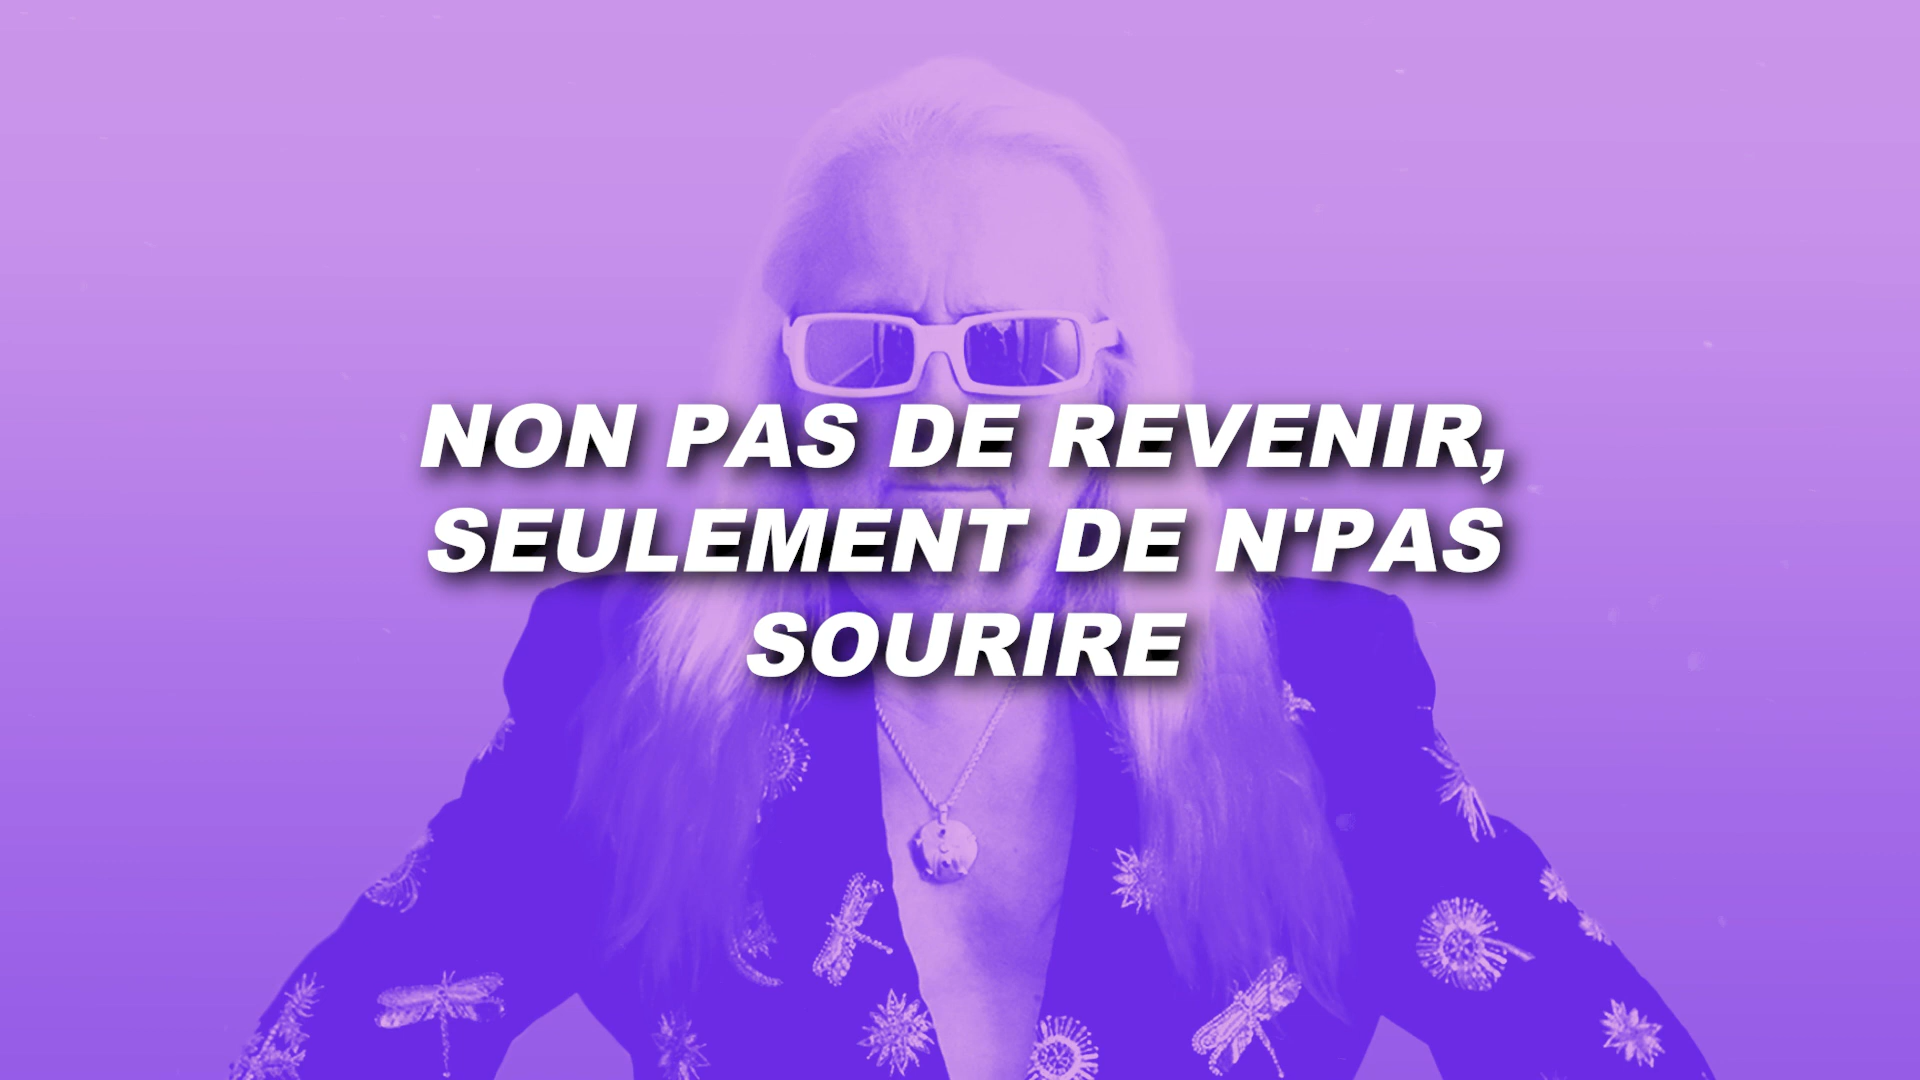 NON PAS DE REVENIR,
SEULEMENT DE N'PAS
SOURIRE